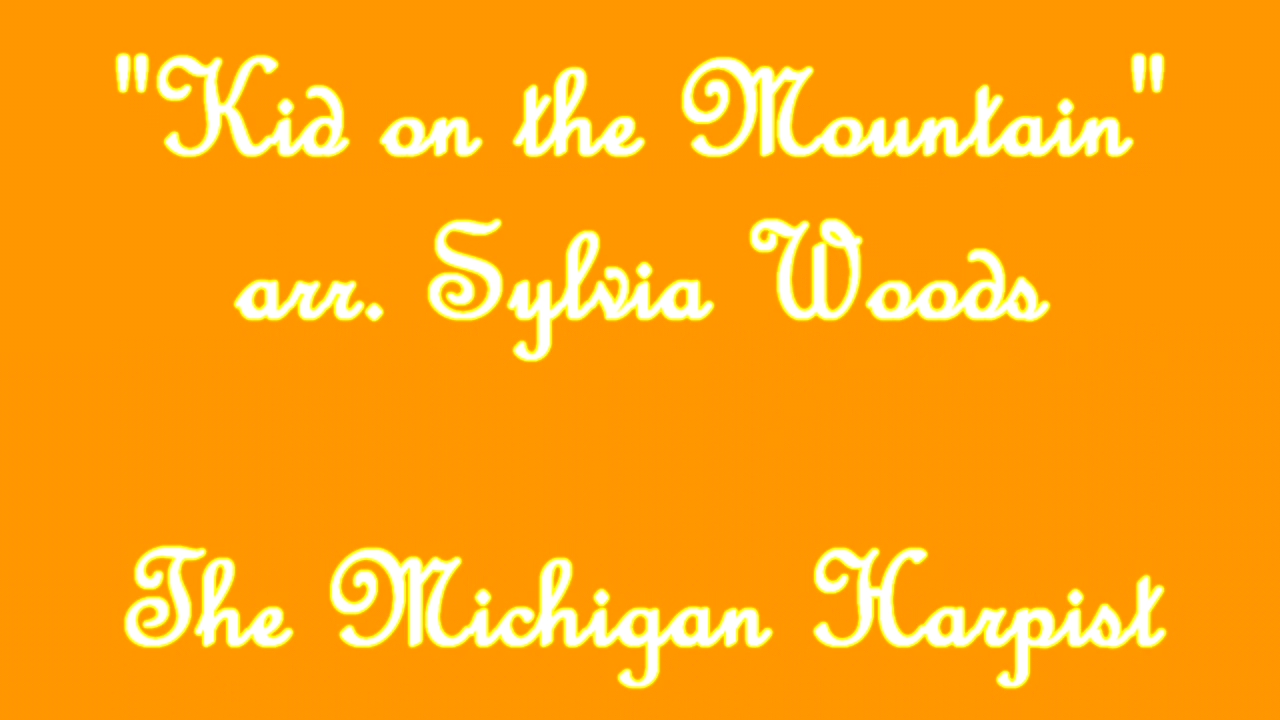 "Kid on the Mountain"
arr. Sylvia Woods
The Michigan Harpist